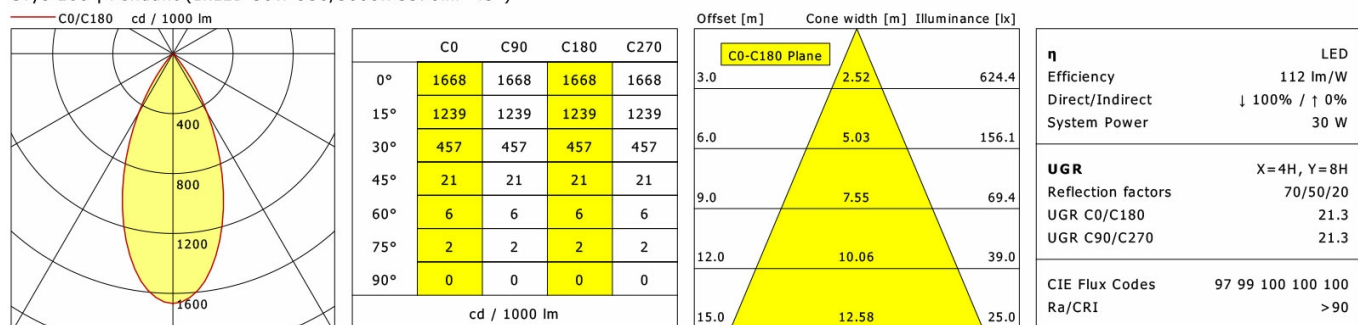 C0/C180 cd / 1000 lm
400
800
1200
1600
C0 C90 C180 C270
0° 1668 1668 1668 1668
15° 1239 1239 1239 1239
30° 457 457 457 457
45° 21 21 21 21
60° 6 6 6 6
75° 2 2 2 2
90° 0 0 0 0
cd / 1000 lm
Offset [m] Cone width [m] Illuminance [lx]
C0-C180 Plane
3.0 2.52 624.4
6.0 5.03 156.1
9.0 7.55 69.4
12.0 10.06 39.0
15.0 12.58 25.0
η LED
Efficiency 112 lm/W
Direct/Indirect ↓ 100% / ↑ 0%
System Power 30 W
UGR X=4H, Y=8H
Reflection factors 70/50/20
UGR C0/C180 21.3
UGR C90/C270 21.3
CIE Flux Codes 97 99 100 100 100
Ra/CRI >90